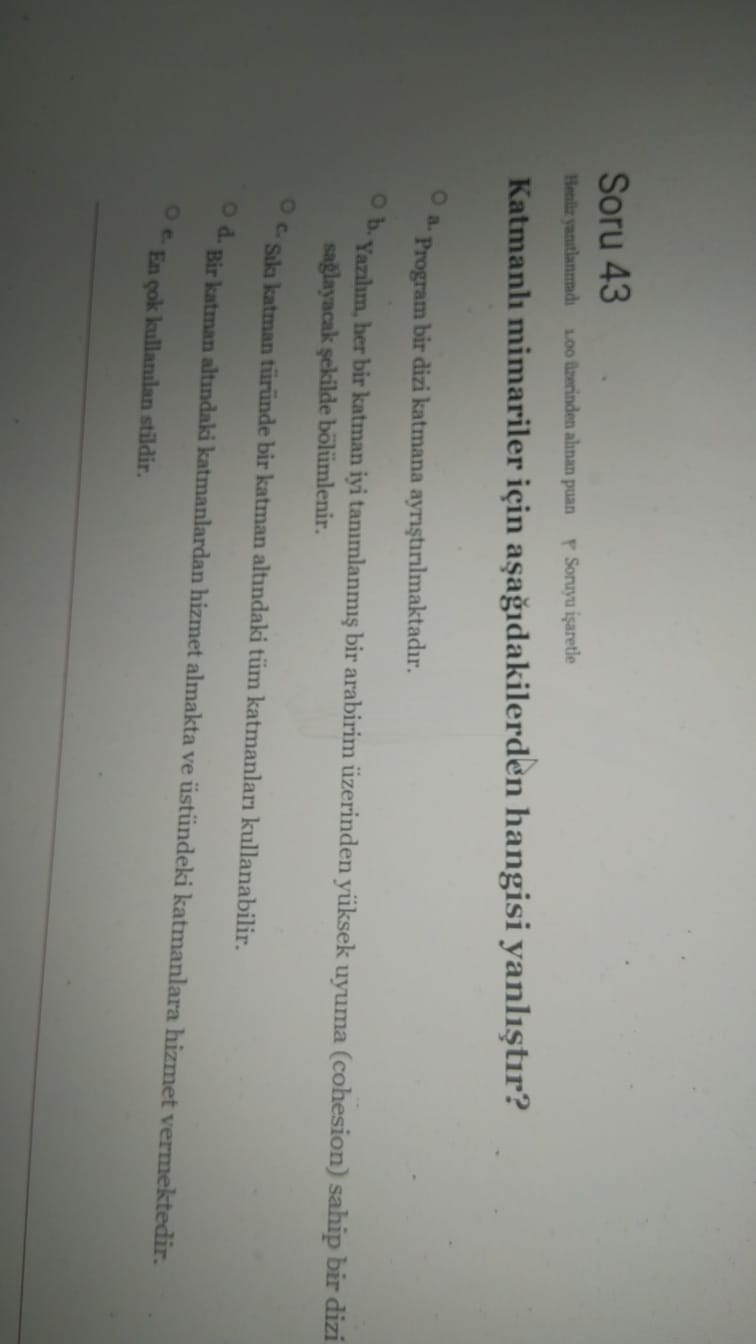 Soru 43
Henüz yanıtlanmadı 1.00 üzerinden alınan puan Soruyu işaretle
Katmanlı mimariler için aşağıdakilerden hangisi yanlıştır?
a. Program bir dizi katmana ayrıştırılmaktadır.
b. Yazılım, her bir katman iyi tanımlanmış bir arabirim üzerinden yüksek uyuma (cohesion) sahip bir dizi
sağlayacak şekilde bölümlenir.
c. Sıkı katman türünde bir katman altındaki tüm katmanları kullanabilir.
d. Bir katman altındaki katmanlardan hizmet almakta ve üstündeki katmanlara hizmet vermektedir.
e. En çok kullanılan stildir.